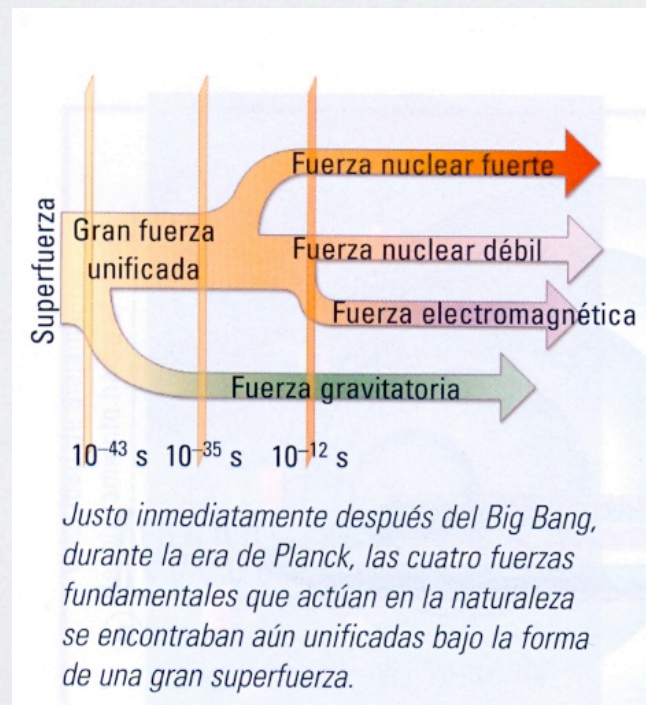 Superfuerza
Gran fuerza
unificada
Fuerza nuclear fuerte
Fuerza nuclear débil
Fuerza electromagnética
Fuerza gravitatoria
10⁻⁴³ s 10⁻³⁵ s 10⁻¹² s
Justo inmediatamente después del Big Bang,
durante la era de Planck, las cuatro fuerzas
fundamentales que actúan en la naturaleza
se encontraban aún unificadas bajo la forma
de una gran superfuerza.